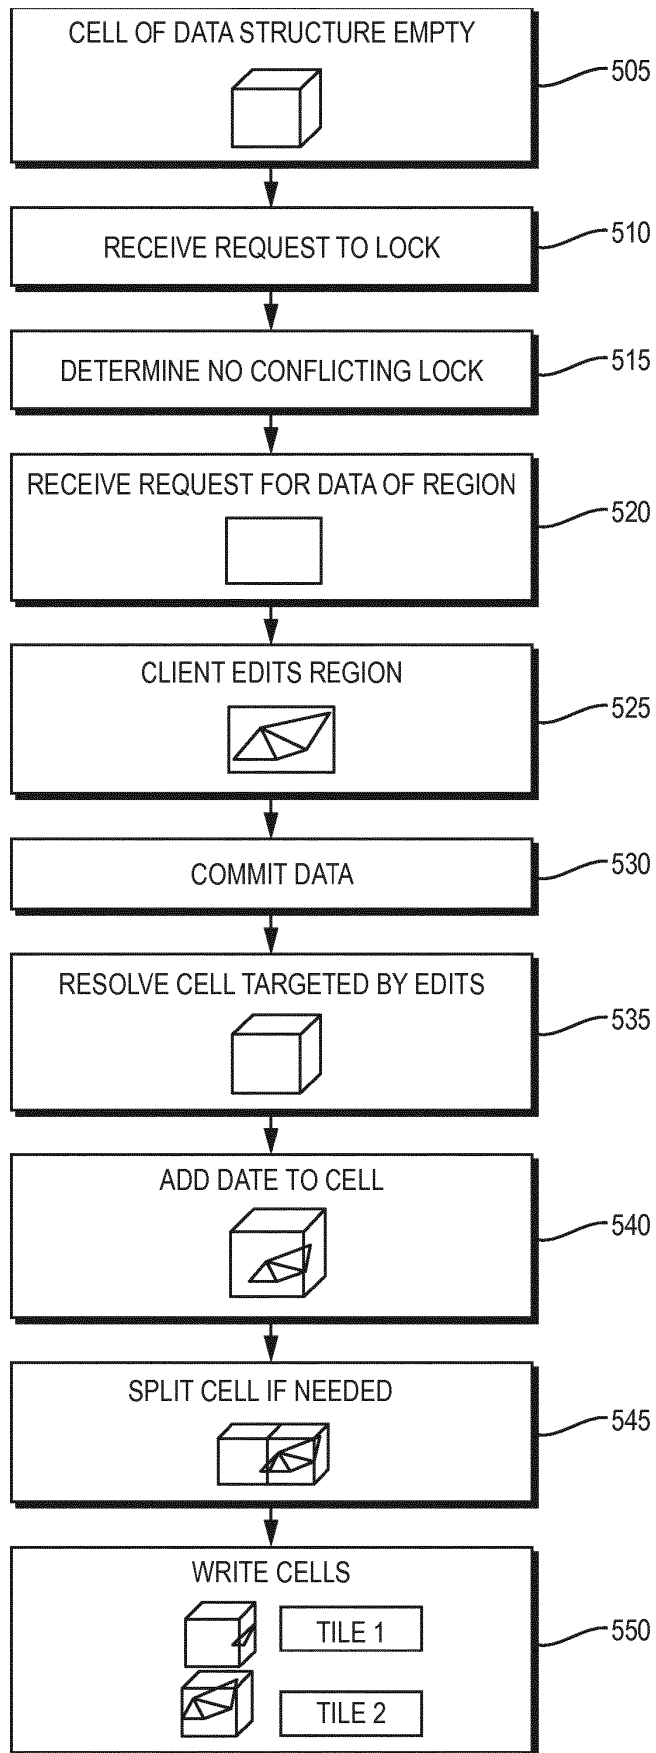 CELL OF DATA STRUCTURE EMPTY
505
RECEIVE REQUEST TO LOCK
510
DETERMINE NO CONFLICTING LOCK
515
RECEIVE REQUEST FOR DATA OF REGION
520
CLIENT EDITS REGION
525
COMMIT DATA
530
RESOLVE CELL TARGETED BY EDITS
535
ADD DATE TO CELL
540
SPLIT CELL IF NEEDED
545
WRITE CELLS
TILE 1
550
TILE 2